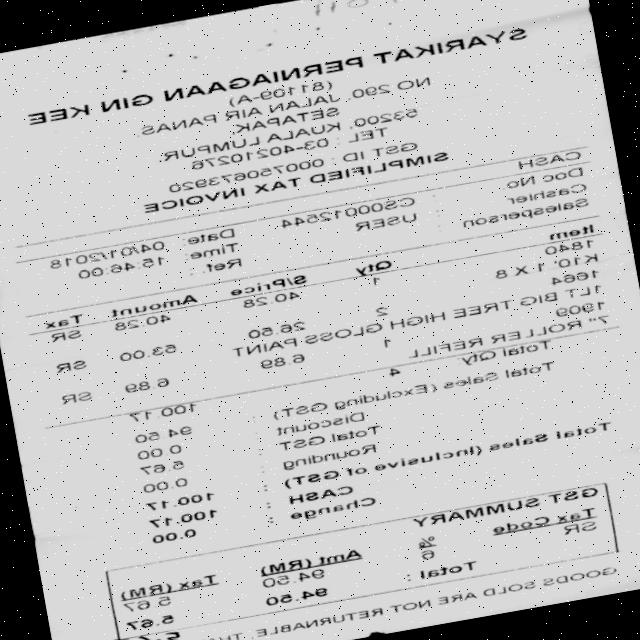 SYARIKAT PERNIAGAAN GIN KEE
(81109-A)
NO 290, JALAN AIR PANAS,
SETAPAK,
53200, KUALA LUMPUR.
TEL : 03-40210276
GST ID : 000750673920
SIMPLIFIED TAX INVOICE
CASH
Doc No : CS00012544 Date : 04/01/2018
Cashier : USER Time : 15:46:00
Salesperson : Ref. :
Item Qty S/Price Amount Tax
1840 1 40.28 40.28 SR
K10' 1 X 8
1664 2 26.50 53.00 SR
1LT BIG TREE HIGH GLOSS PAINT
1909 1 6.89 6.89 SR
7" ROLLER REFILL
Total Qty 4 100.17
Total Sales (Excluding GST) : 94.50
Discount : 0.00
Total GST : 5.67
Rounding : 0.00
Total Sales (Inclusive of GST) : 100.17
CASH : 100.17
Change : 0.00
GST SUMMARY
Tax Code % Amt (RM) Tax (RM)
SR 6 94.50 5.67
Total : 94.50 5.67
GOODS SOLD ARE NOT RETURNABLE,